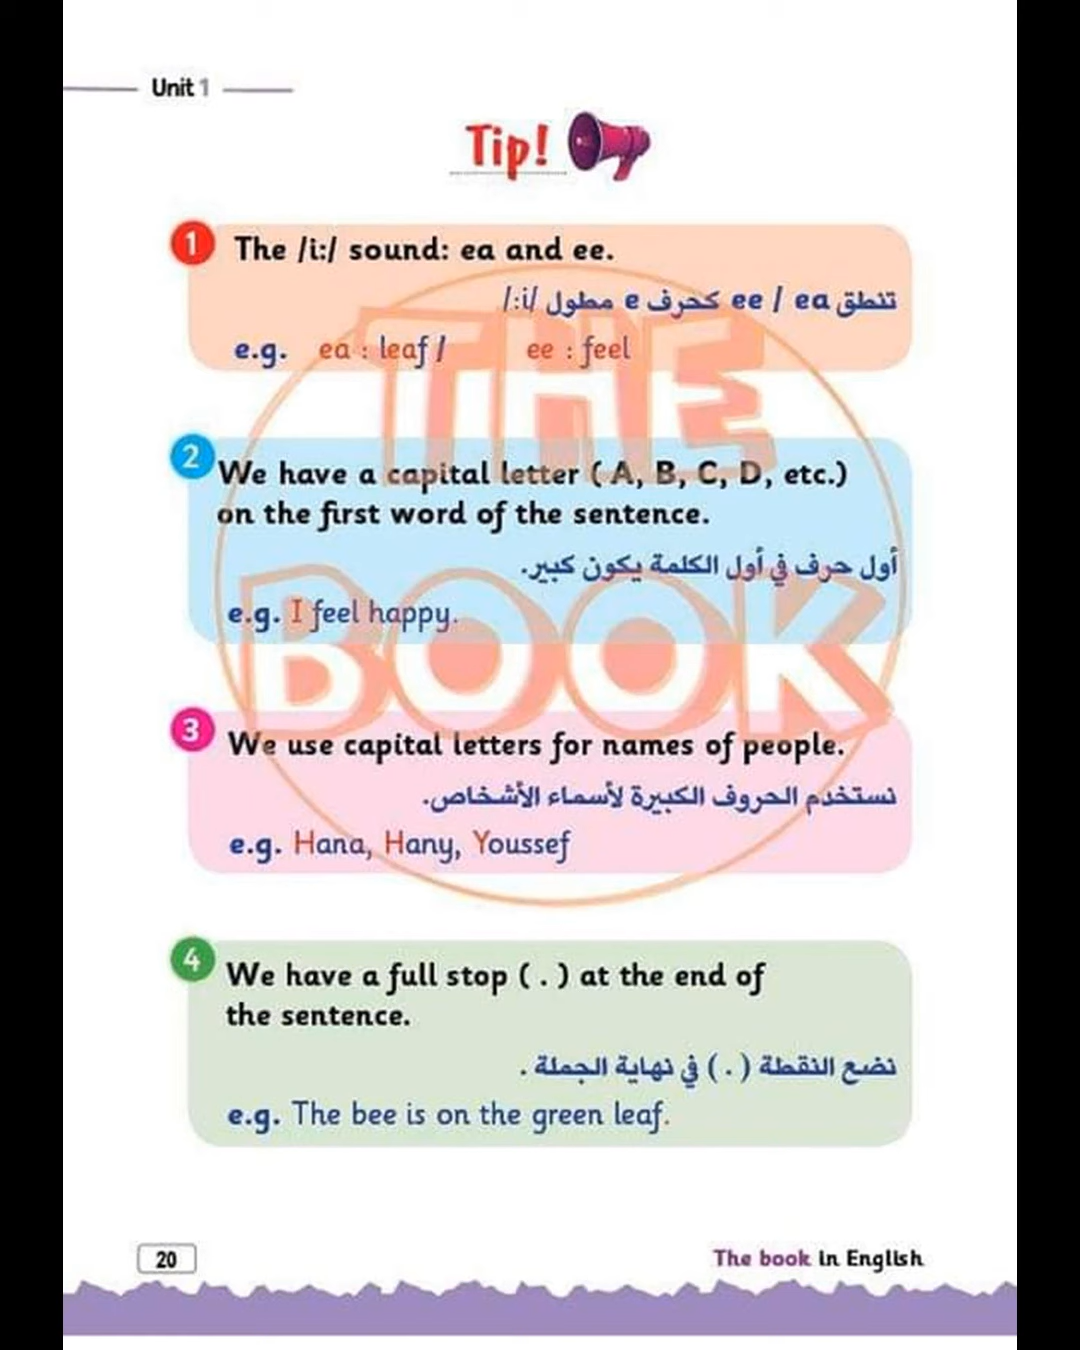 Unit 1
Tip!
1
The /i:/ sound: ea and ee.
تنطق ee / ea كحرف e مطول /i:/
e.g. ea : leaf / ee : feel
2
We have a capital letter ( A, B, C, D, etc.)
on the first word of the sentence.
أول حرف في أول الكلمة يكون كبير.
e.g. I feel happy.
3
We use capital letters for names of people.
نستخدم الحروف الكبيرة لأسماء الأشخاص.
e.g. Hana, Hany, Youssef
4
We have a full stop ( . ) at the end of
the sentence.
نضع النقطة ( . ) في نهاية الجملة .
e.g. The bee is on the green leaf.
THE
BOOK
20
The book in English